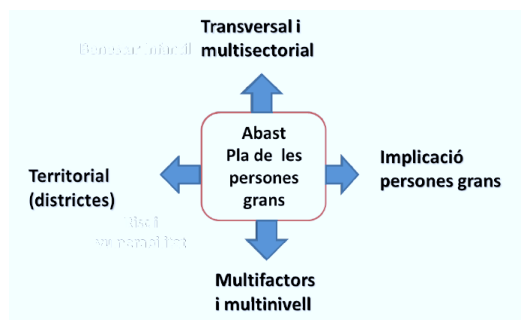 Transversal i
multisectorial
Abast
Pla de les
persones
grans
Territorial
(districtes)
Implicació
persones grans
Multifactors
i multinivell